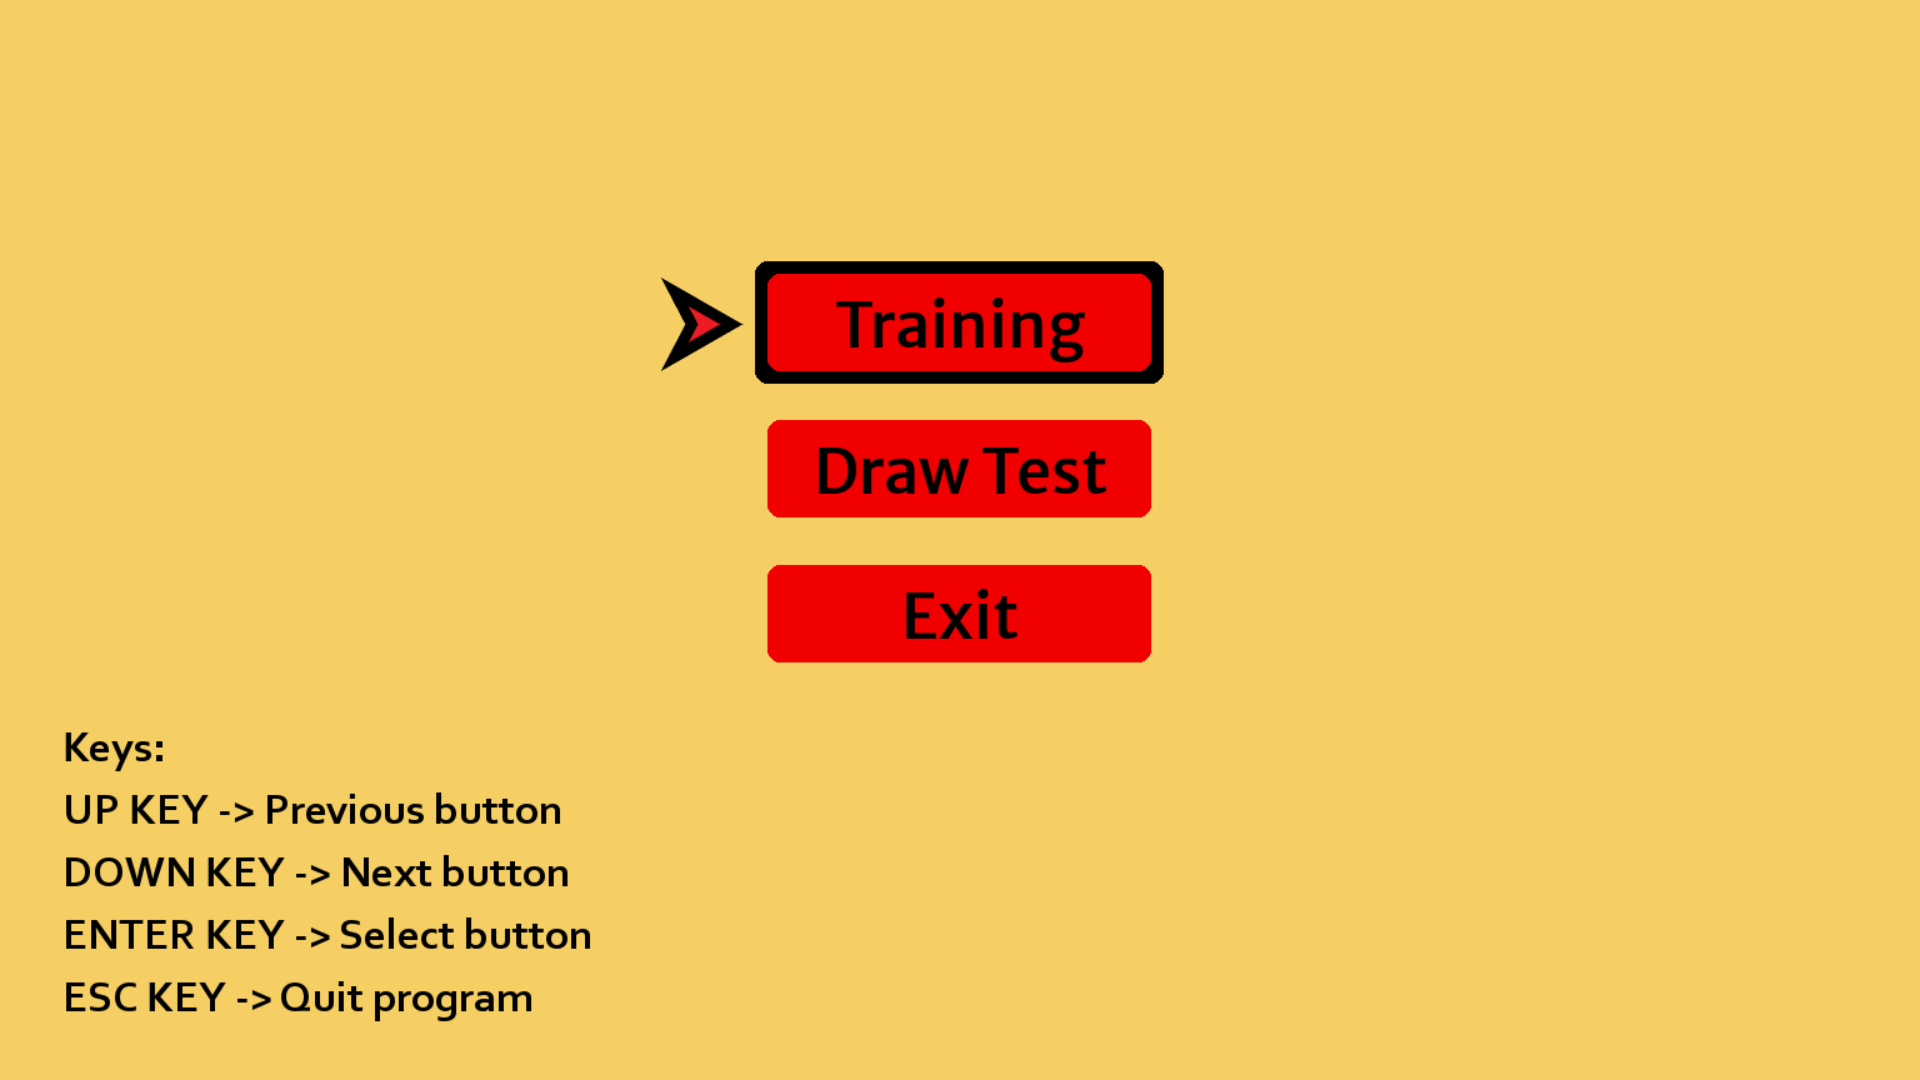 Training
Draw Test
Exit
Keys:
UP KEY -> Previous button
DOWN KEY -> Next button
ENTER KEY -> Select button
ESC KEY -> Quit program